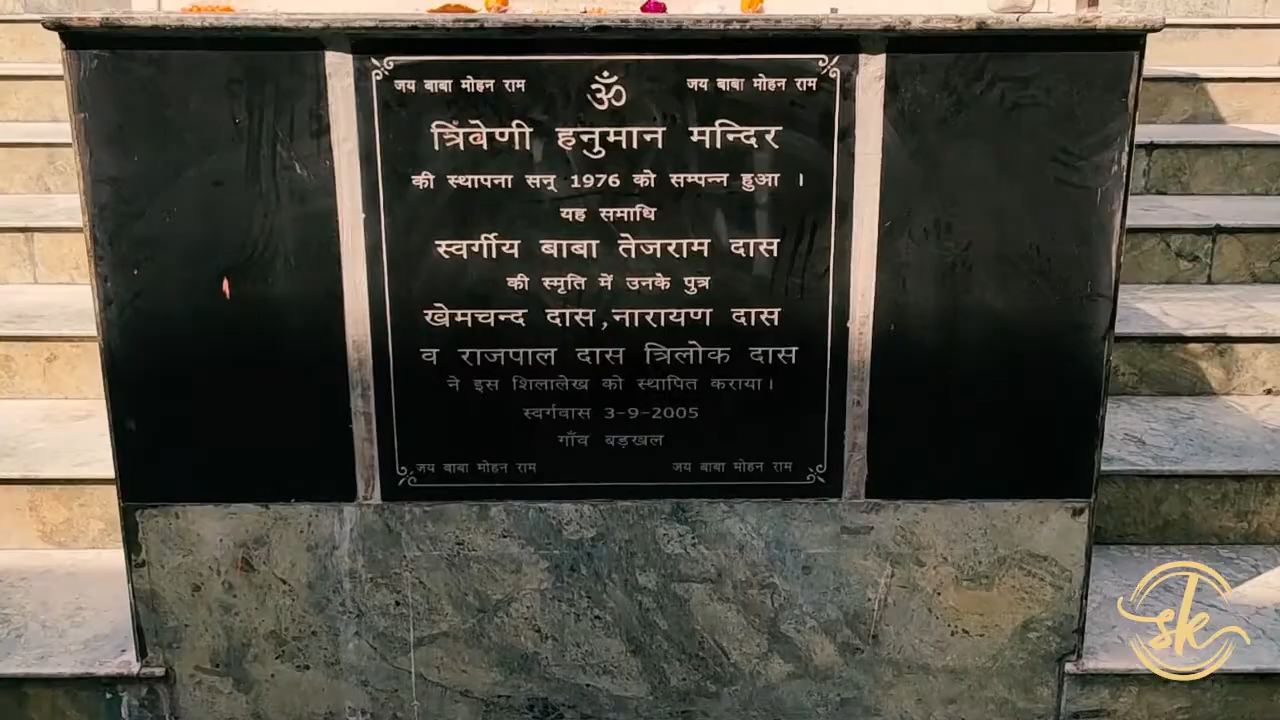 जय बाबा मोहन राम ॐ जय बाबा मोहन राम
त्रिंवेणी हनुमान मन्दिर
की स्थापना सन् 1976 को सम्पन्न हुआ ।
यह समाधि
स्वर्गीय बाबा तेजराम दास
की स्मृति में उनके पुत्र
खेमचन्द दास,नारायण दास
व राजपाल दास त्रिलोक दास
ने इस शिलालेख को स्थापित कराया।
स्वर्गवास 3-9-2005
गाँव बड़खल
जय बाबा मोहन राम जय बाबा मोहन राम
sk